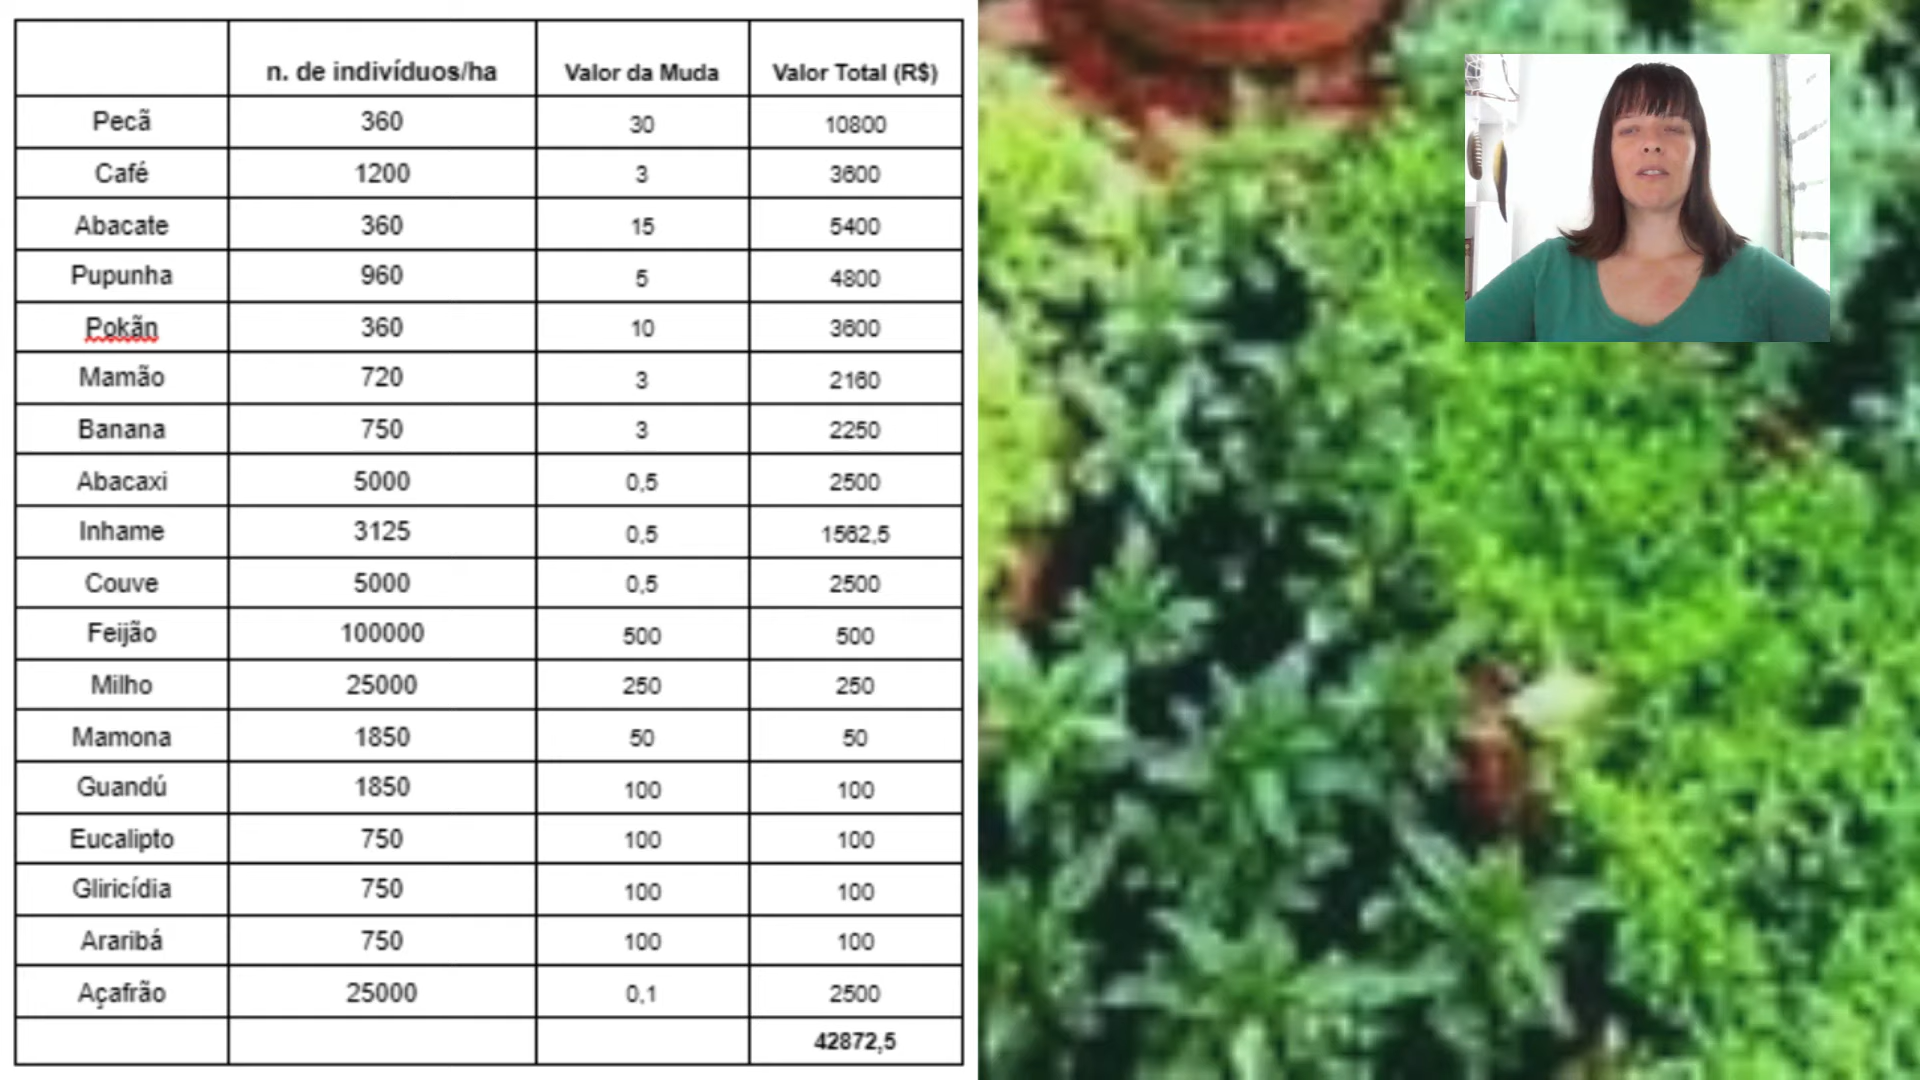 n. de indivíduos/ha Valor da Muda Valor Total (R$)
Pecã 360 30 10800
Café 1200 3 3600
Abacate 360 15 5400
Pupunha 960 5 4800
Pokãn 360 10 3600
Mamão 720 3 2160
Banana 750 3 2250
Abacaxi 5000 0,5 2500
Inhame 3125 0,5 1562,5
Couve 5000 0,5 2500
Feijão 100000 500 500
Milho 25000 250 250
Mamona 1850 50 50
Guandú 1850 100 100
Eucalipto 750 100 100
Gliricídia 750 100 100
Araribá 750 100 100
Açafrão 25000 0,1 2500
42872,5